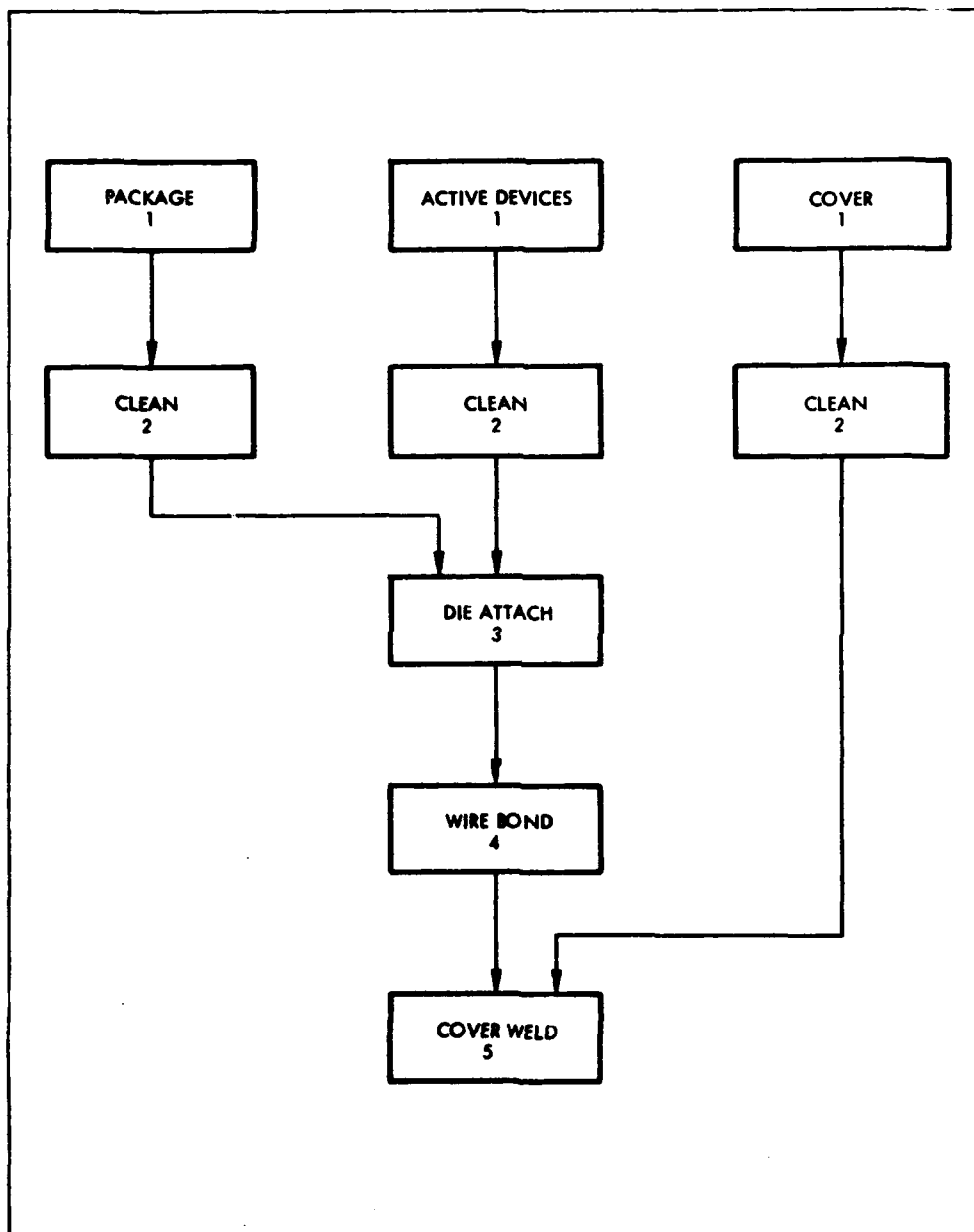 PACKAGE
1
ACTIVE DEVICES
1
COVER
1
CLEAN
2
CLEAN
2
CLEAN
2
DIE ATTACH
3
WIRE BOND
4
COVER WELD
5